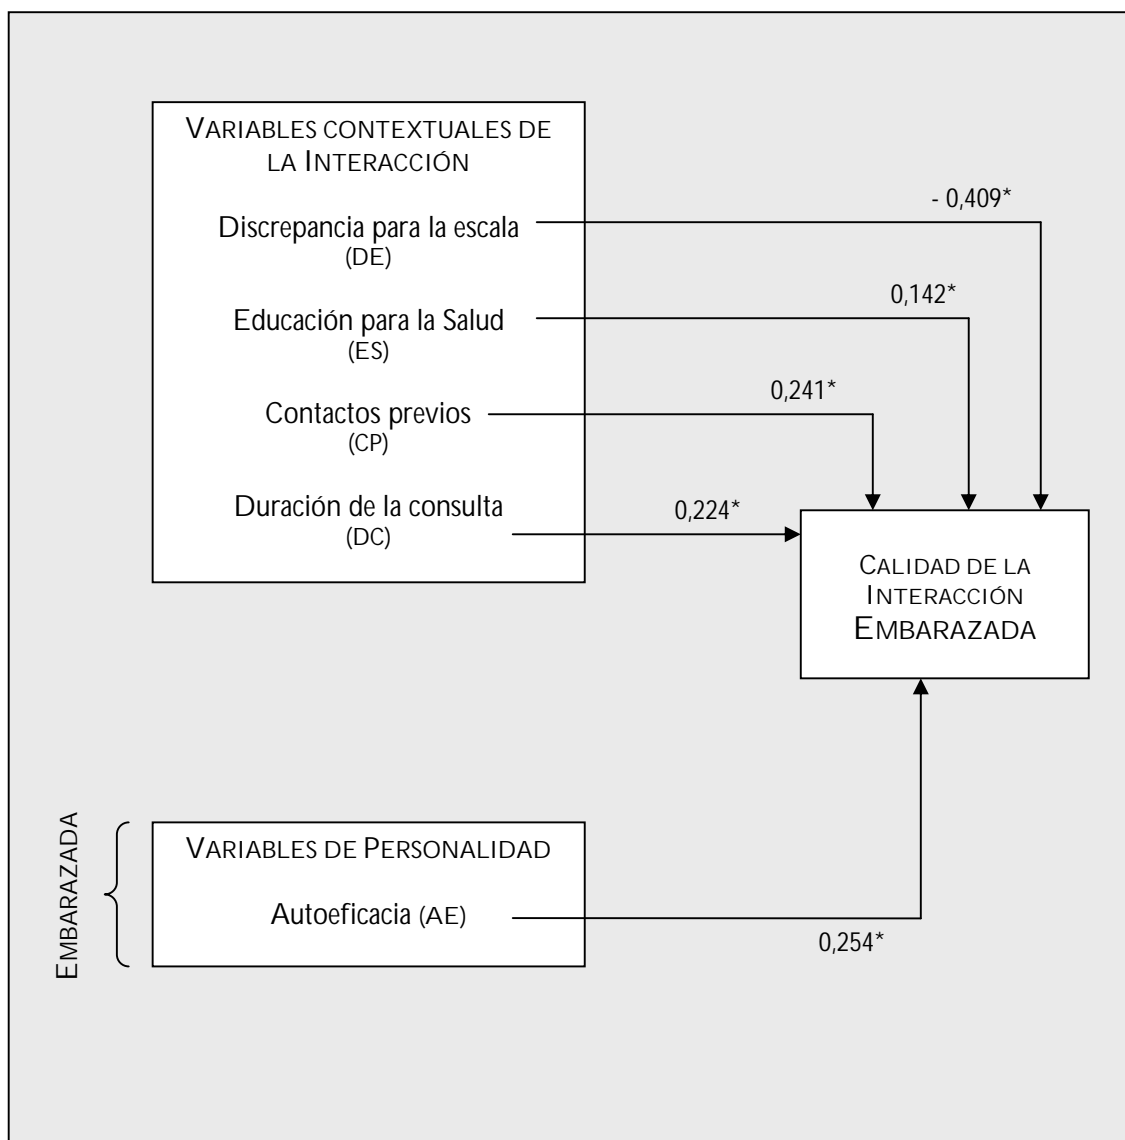 VARIABLES CONTEXTUALES DE
LA INTERACCIÓN
Discrepancia para la escala
(DE)
- 0,409*
Educación para la Salud
(ES)
0,142*
Contactos previos
(CP)
0,241*
Duración de la consulta
(DC)
0,224*
CALIDAD DE LA
INTERACCIÓN
EMBARAZADA
EMBARAZADA
VARIABLES DE PERSONALIDAD
Autoeficacia (AE)
0,254*